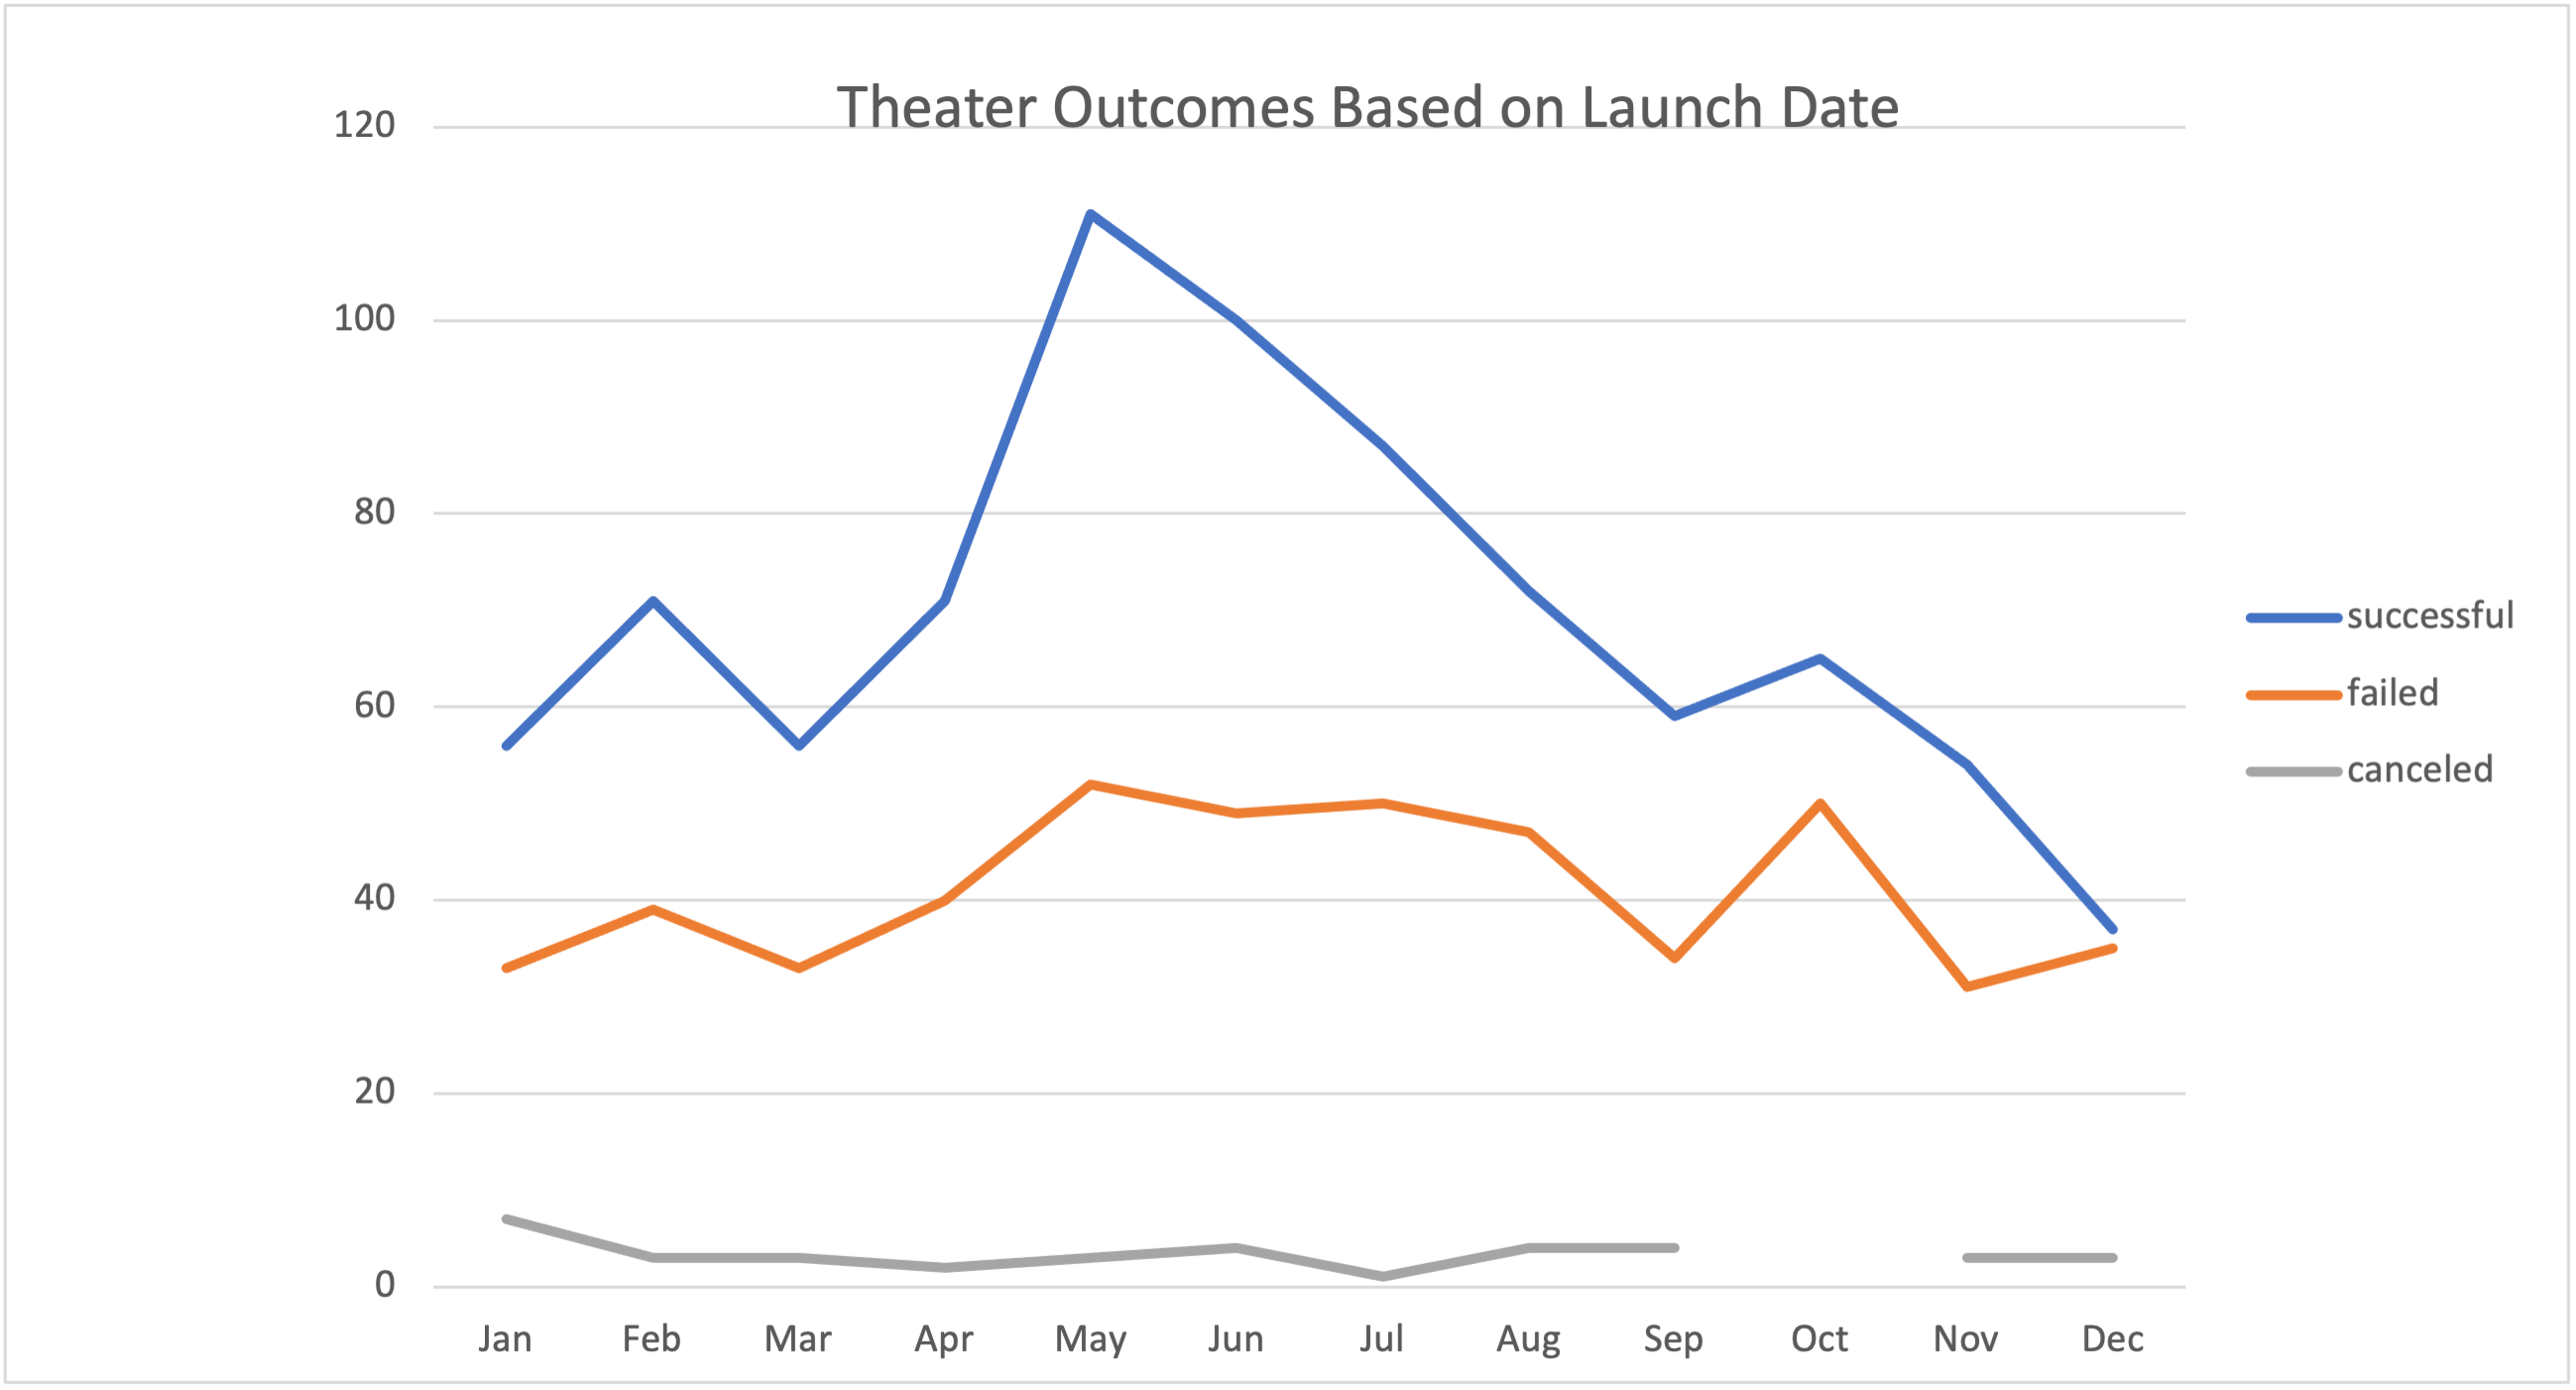 Theater Outcomes Based on Launch Date
120
100
80
60
40
20
0
Jan Feb Mar Apr May Jun Jul Aug Sep Oct Nov Dec
successful
failed
canceled